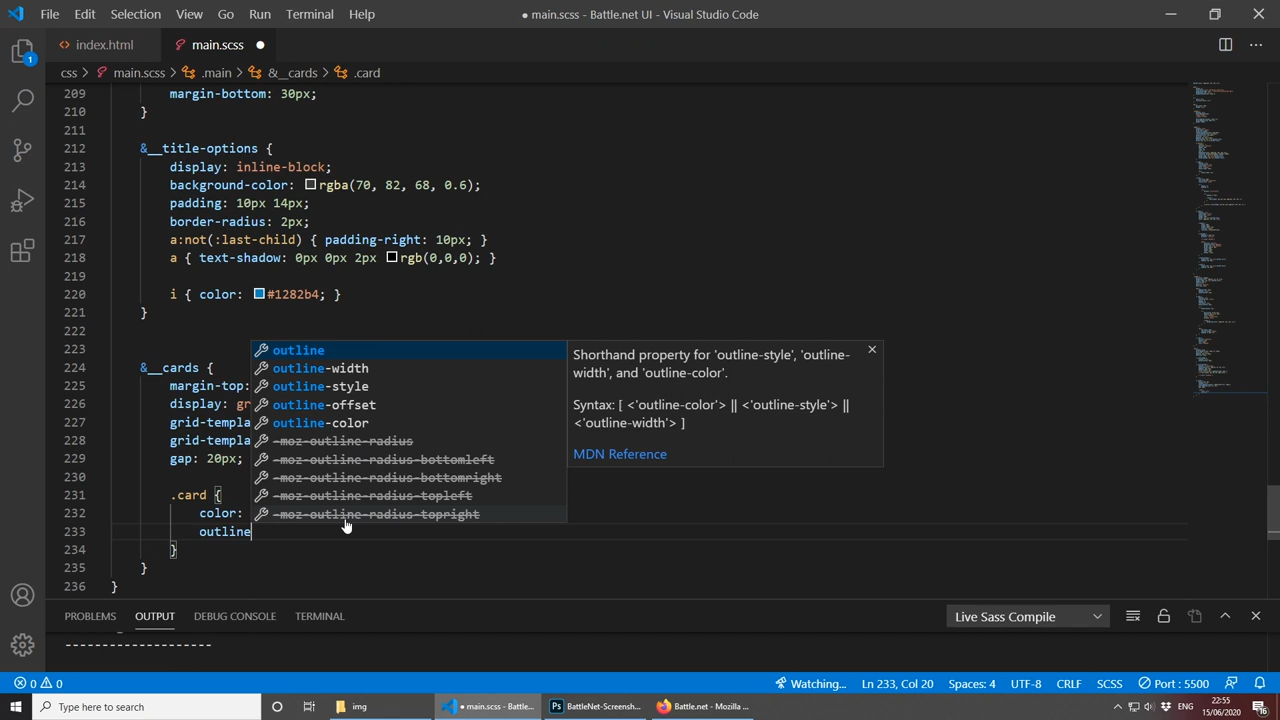 File Edit Selection View Go Run Terminal Help
● main.scss - Battle.net UI - Visual Studio Code
index.html main.scss
css > main.scss > .main > &__cards > .card
209 margin-bottom: 30px;
210 }
211
212 &__title-options {
213 display: inline-block;
214 background-color: rgba(70, 82, 68, 0.6);
215 padding: 10px 14px;
216 border-radius: 2px;
217 a:not(:last-child) { padding-right: 10px; }
218 a { text-shadow: 0px 0px 2px rgb(0,0,0); }
219
220 i { color: #1282b4; }
221 }
222
223
224 &__cards {
225 margin-top:
226 display: gr
227 grid-templa
228 grid-templa
229 gap: 20px;
230
231 .card {
232 color:
233 outline
234 }
235 }
236 }
outline
outline-width
outline-style
outline-offset
outline-color
-moz-outline-radius
-moz-outline-radius-bottomleft
-moz-outline-radius-bottomright
-moz-outline-radius-topleft
-moz-outline-radius-topright
Shorthand property for 'outline-style', 'outline-
width', and 'outline-color'.
Syntax: [ <'outline-color'> || <'outline-style'> ||
<'outline-width'> ]
MDN Reference
1
PROBLEMS OUTPUT DEBUG CONSOLE TERMINAL
Live Sass Compile
--------------------
0 0
Watching... Ln 233, Col 20 Spaces: 4 UTF-8 CRLF SCSS Port : 5500
Type here to search
img
● main.scss - Battle...
BattleNet-Screensh...
Battle.net - Mozilla ...
ENG
22:55
15/06/2020
16